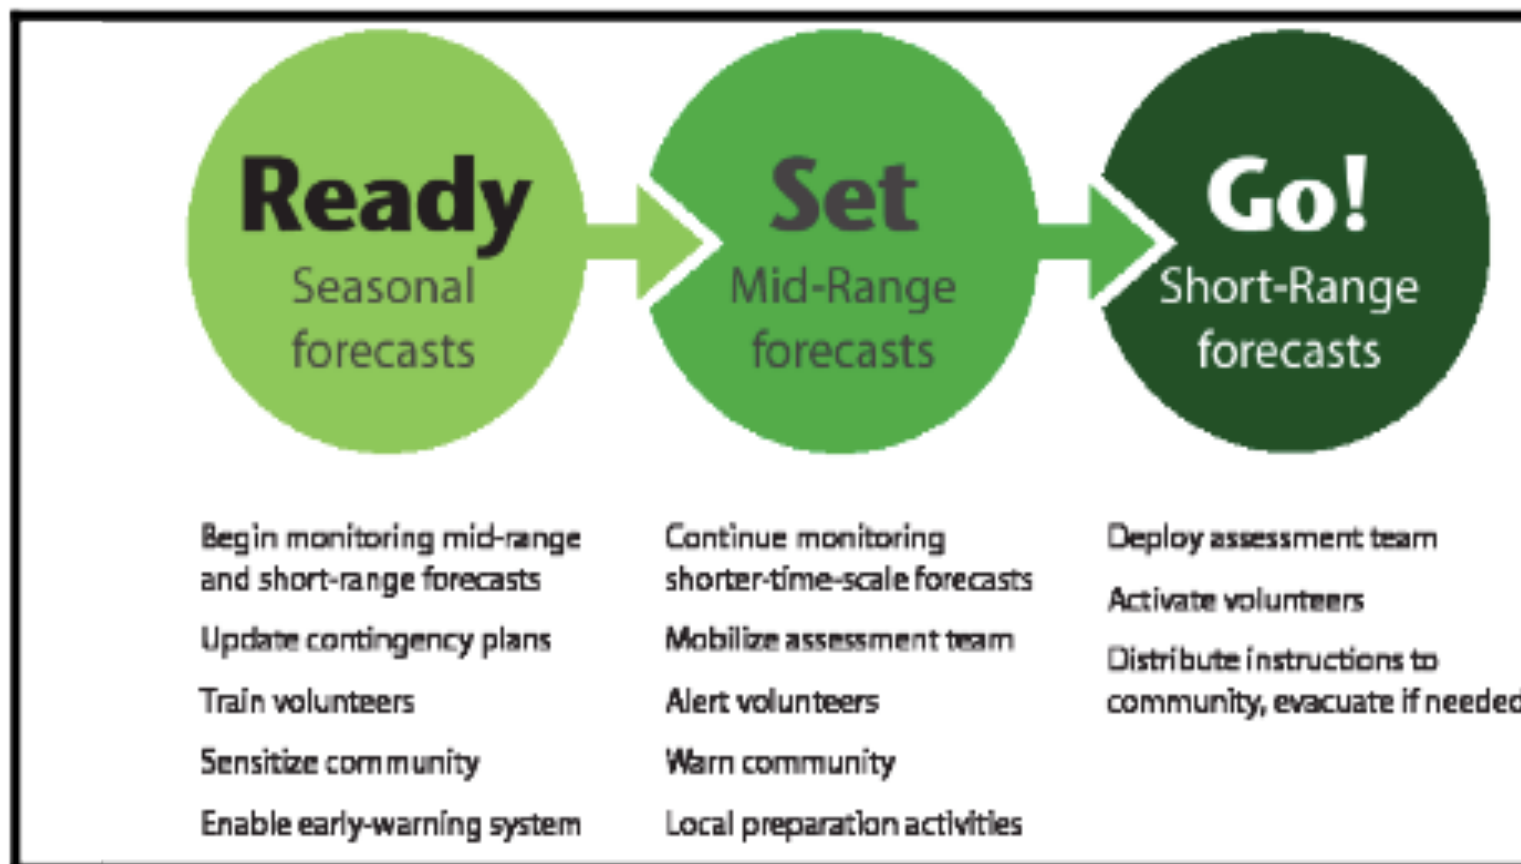 Ready
Seasonal
forecasts
Set
Mid-Range
forecasts
Go!
Short-Range
forecasts
Begin monitoring mid-range
and short-range forecasts
Update contingency plans
Train volunteers
Sensitize community
Enable early-warning system
Continue monitoring
shorter-time-scale forecasts
Mobilize assessment team
Alert volunteers
Warn community
Local preparation activities
Deploy assessment team
Activate volunteers
Distribute instructions to
community, evacuate if needed